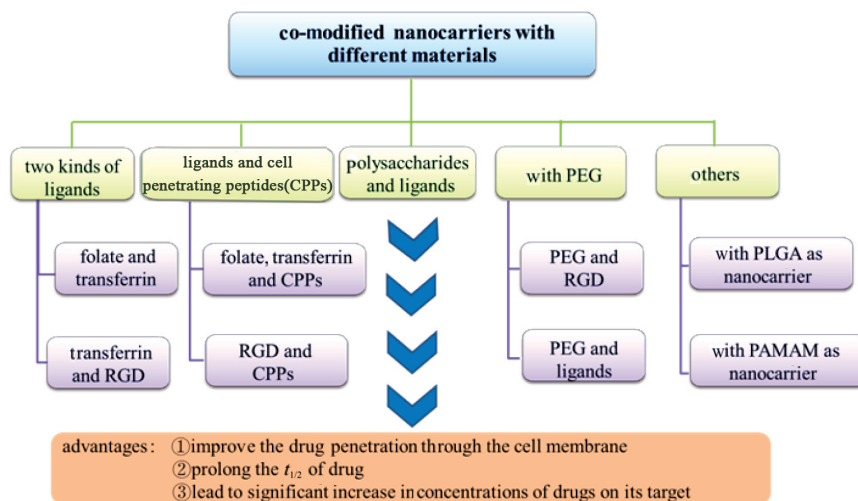 co-modified nanocarriers with
different materials
two kinds of
ligands
ligands and cell
penetrating peptides(CPPs)
polysaccharides
and ligands
with PEG
others
folate and
transferrin
folate, transferrin
and CPPs
PEG and
RGD
with PLGA as
nanocarrier
transferrin
and RGD
RGD and
CPPs
PEG and
ligands
with PAMAM as
nanocarrier
advantages: ①improve the drug penetration through the cell membrane
②prolong the t1/2 of drug
③lead to significant increase in concentrations of drugs on its target